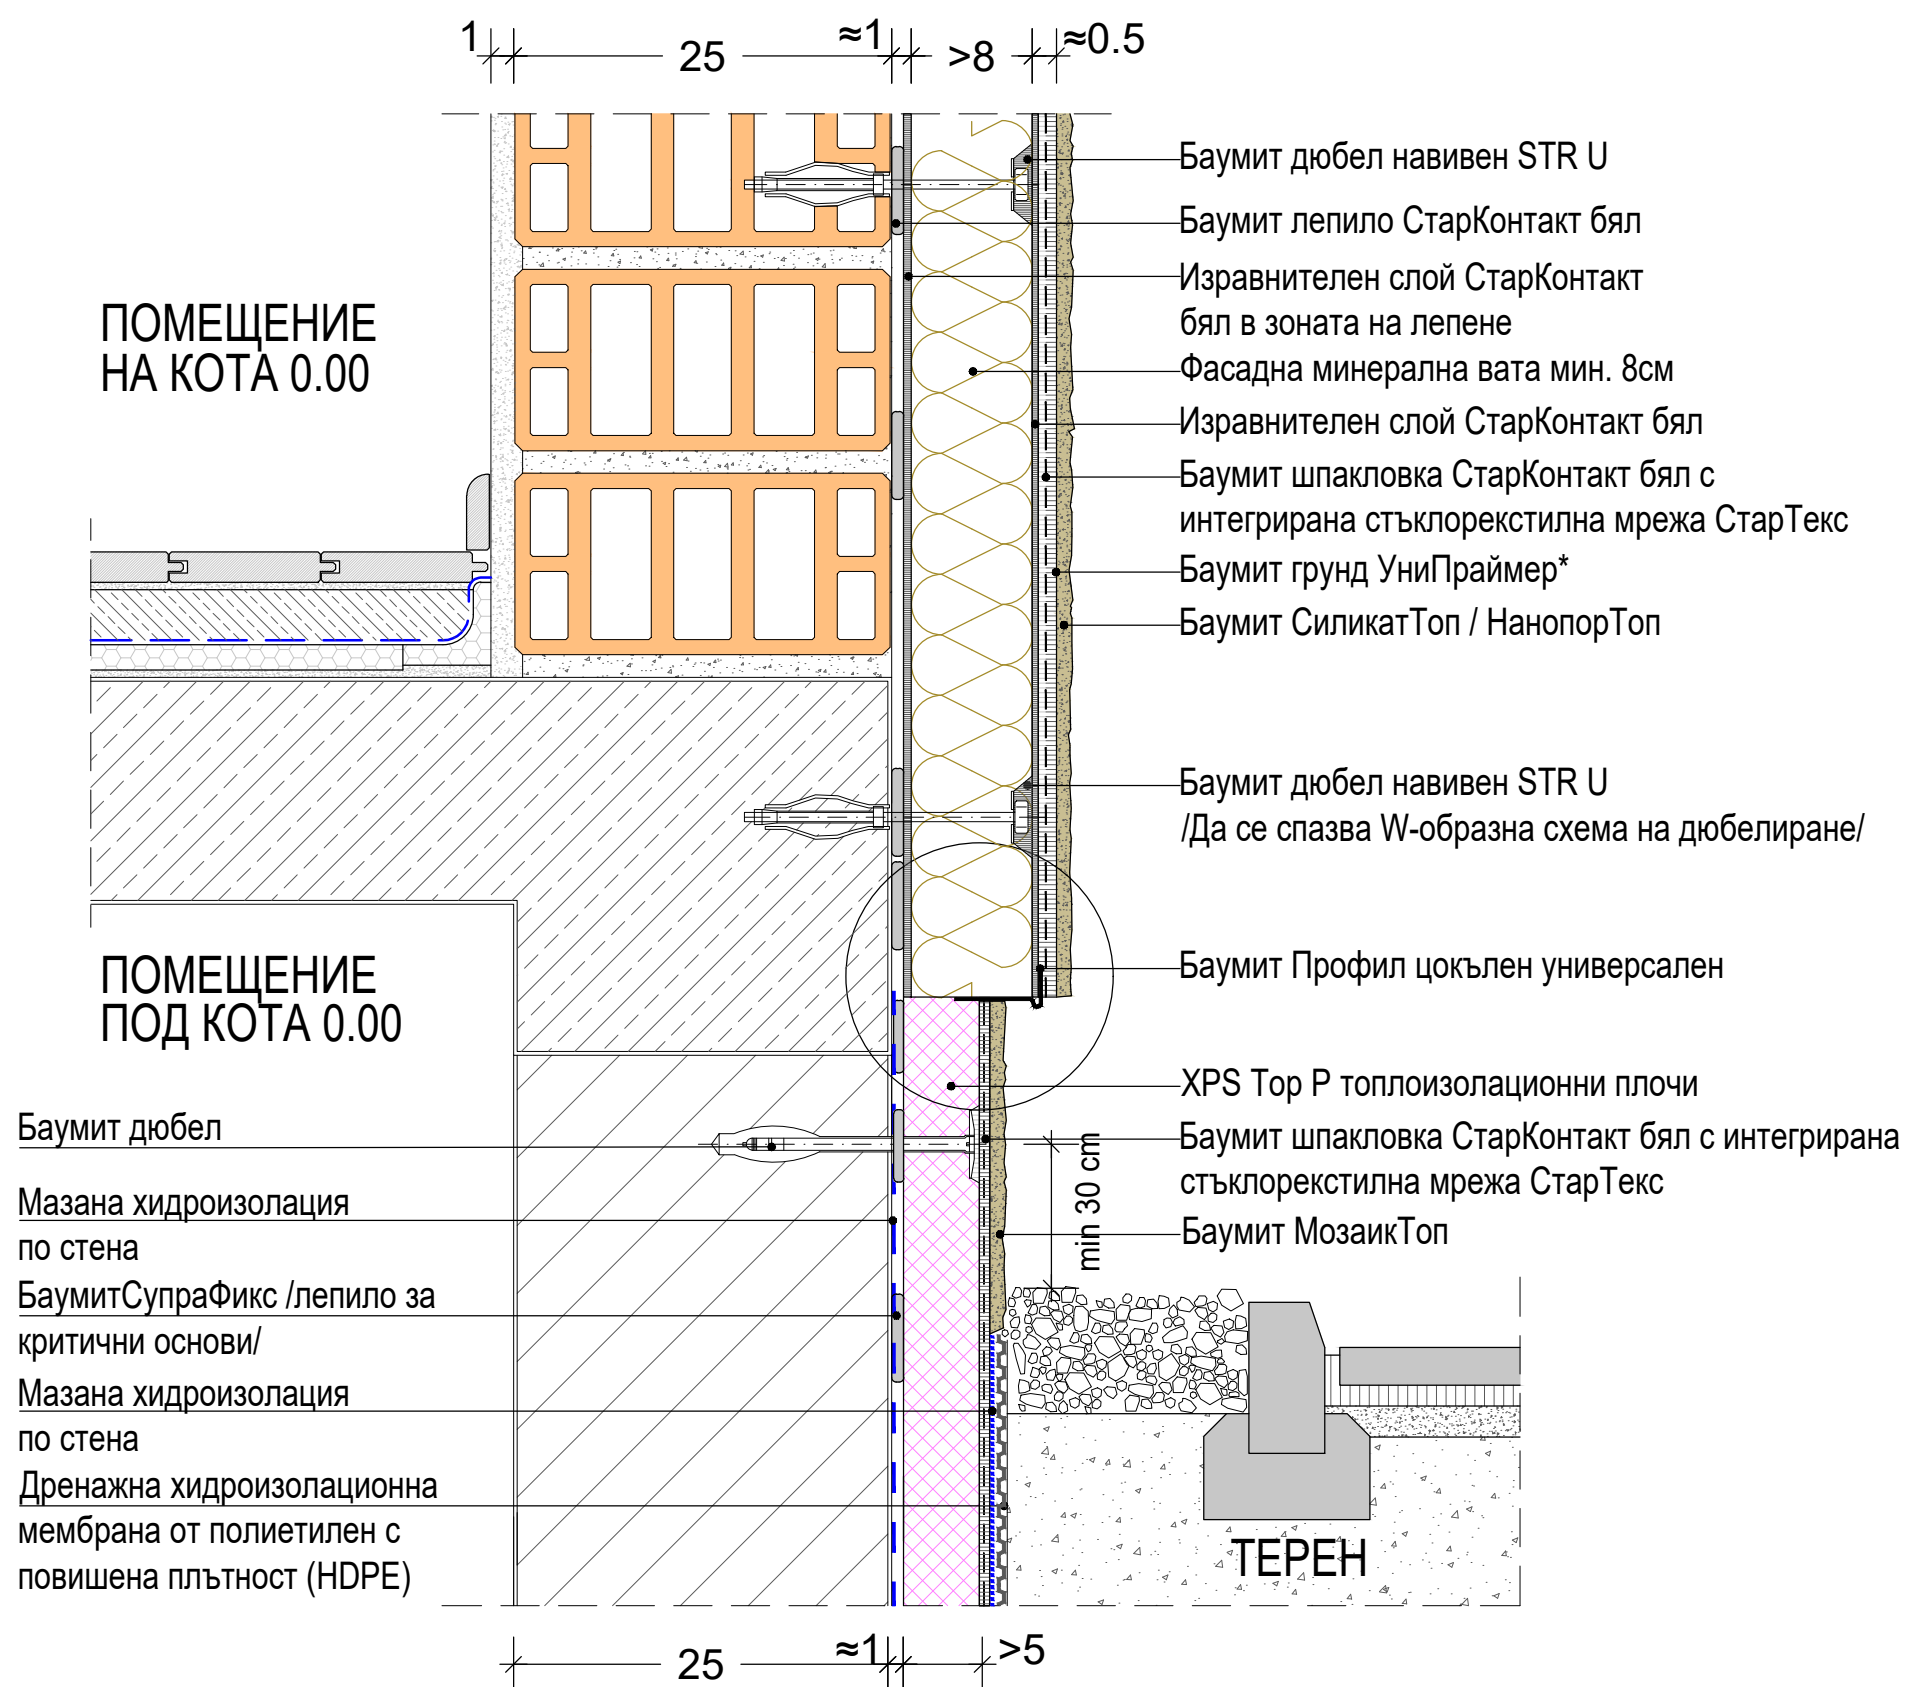 1
25
≈1
>8
≈0.5
Баумит дюбел навивен STR U
Баумит лепило СтарКонтакт бял
Изравнителен слой СтарКонтакт
бял в зоната на лепене
Фасадна минерална вата мин. 8см
Изравнителен слой СтарКонтакт бял
Баумит шпакловка СтарКонтакт бял с
интегрирана стъклорекстилна мрежа СтарТекс
Баумит грунд УниПраймер*
Баумит СиликатТоп / НанопорТоп
ПОМЕЩЕНИЕ
НА КОТА 0.00
Баумит дюбел навивен STR U
/Да се спазва W-образна схема на дюбелиране/
Баумит Профил цокълен универсален
ПОМЕЩЕНИЕ
ПОД КОТА 0.00
XPS Top P топлоизолационни плочи
Баумит шпакловка СтарКонтакт бял с интегрирана
стъклорекстилна мрежа СтарТекс
Баумит МозаикТоп
min 30 cm
Баумит дюбел
Мазана хидроизолация
по стена
БаумитСупраФикс /лепило за
критични основи/
Мазана хидроизолация
по стена
Дренажна хидроизолационна
мембрана от полиетилен с
повишена плътност (HDPE)
ТЕРЕН
25
≈1
>5